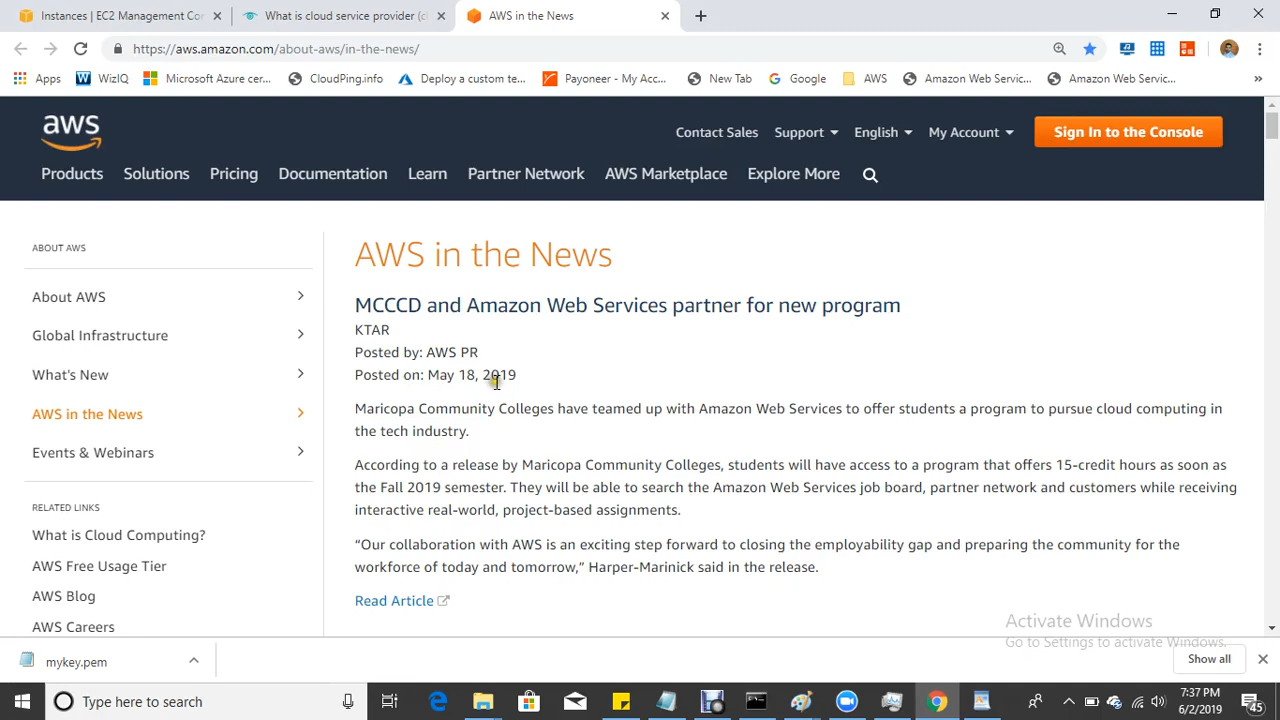 Instances | EC2 Management Con
What is cloud service provider (cl
AWS in the News
https://aws.amazon.com/about-aws/in-the-news/
Apps
WizIQ
Microsoft Azure cer...
CloudPing.info
Deploy a custom te...
Payoneer - My Acc...
New Tab
Google
AWS
Amazon Web Servic...
Amazon Web Servic...
»
aws
Contact Sales
Support
English
My Account
Sign In to the Console
Products
Solutions
Pricing
Documentation
Learn
Partner Network
AWS Marketplace
Explore More
ABOUT AWS
About AWS
Global Infrastructure
What's New
AWS in the News
Events & Webinars
RELATED LINKS
What is Cloud Computing?
AWS Free Usage Tier
AWS Blog
AWS Careers
AWS in the News
MCCCD and Amazon Web Services partner for new program
KTAR
Posted by: AWS PR
Posted on: May 18, 2019
Maricopa Community Colleges have teamed up with Amazon Web Services to offer students a program to pursue cloud computing in
the tech industry.
According to a release by Maricopa Community Colleges, students will have access to a program that offers 15-credit hours as soon as
the Fall 2019 semester. They will be able to search the Amazon Web Services job board, partner network and customers while receiving
interactive real-world, project-based assignments.
“Our collaboration with AWS is an exciting step forward to closing the employability gap and preparing the community for the
workforce of today and tomorrow,” Harper-Marinick said in the release.
Read Article
Activate Windows
Go to Settings to activate Windows.
mykey.pem
Show all
Type here to search
7:37 PM
6/2/2019
45